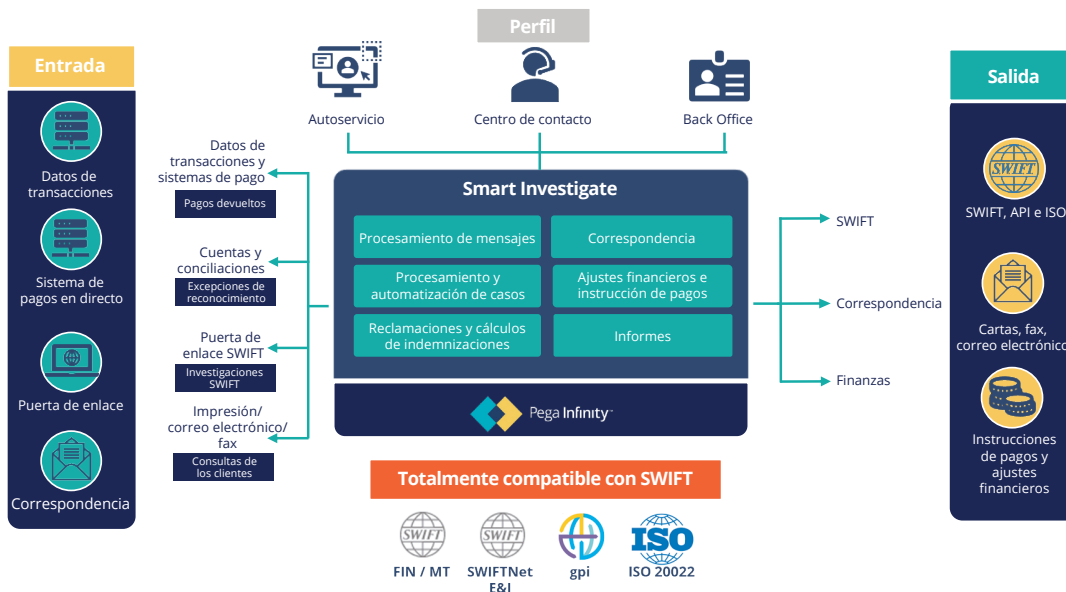 Perfil
Entrada
Salida
Autoservicio
Centro de contacto
Back Office
Datos de
transacciones
Sistema de
pagos en directo
Puerta de enlace
Correspondencia
Datos de
transacciones y
sistemas de pago
Pagos devueltos
Cuentas y
conciliaciones
Excepciones de
reconocimiento
Puerta de
enlace SWIFT
Investigaciones
SWIFT
Impresión/
correo electrónico/
fax
Consultas de
los clientes
Smart Investigate
Procesamiento de mensajes
Correspondencia
Procesamiento y
automatización de casos
Ajustes financieros e
instrucción de pagos
Reclamaciones y cálculos
de indemnizaciones
Informes
Pega Infinity™
SWIFT
Correspondencia
Finanzas
SWIFT
SWIFT, API e ISO
Cartas, fax,
correo electrónico
Instrucciones
de pagos y
ajustes
financieros
Totalmente compatible con SWIFT
SWIFT
FIN / MT
SWIFT
SWIFTNet
E&I
gpi
ISO
ISO 20022